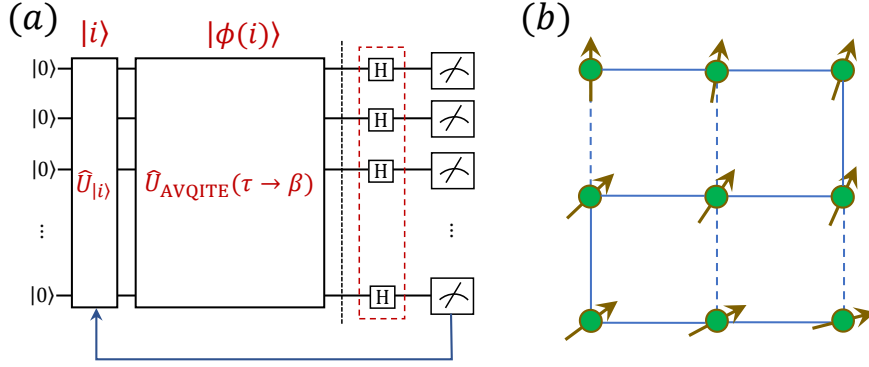 (a)
(b)
|i⟩
|ϕ(i)⟩
|0⟩
H
|0⟩
H
|0⟩
H
Û|i⟩
ÛAVQITE(τ → β)
⋮
⋮
|0⟩
H